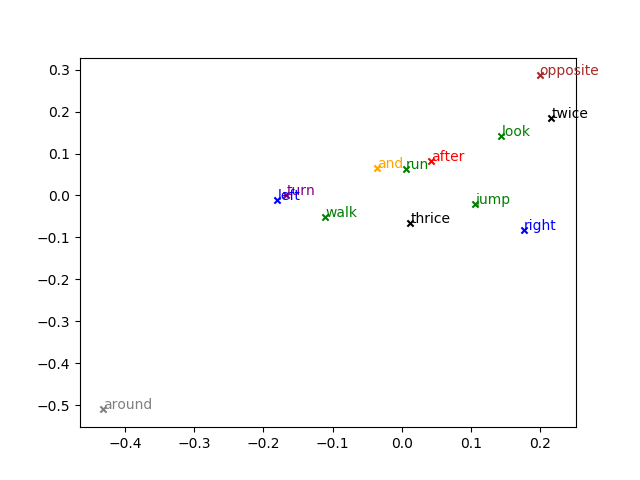 0.3
opposite
0.2
twice
look
0.1
and
run
after
0.0
left
turn
walk
jump
thrice
right
−0.1
−0.2
−0.3
−0.4
−0.5
around
−0.4 −0.3 −0.2 −0.1 0.0 0.1 0.2